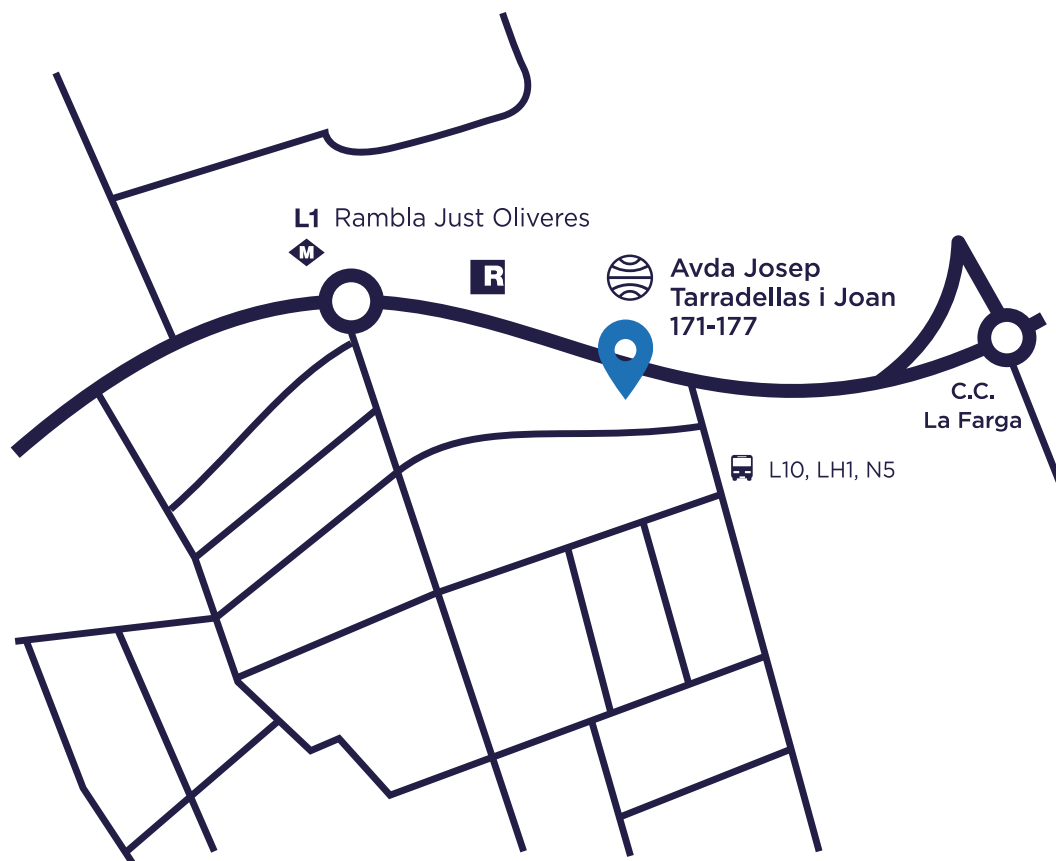 L1 Rambla Just Oliveres
M
R
Avda Josep
Tarradellas i Joan
171-177
C.C.
La Farga
L10, LH1, N5